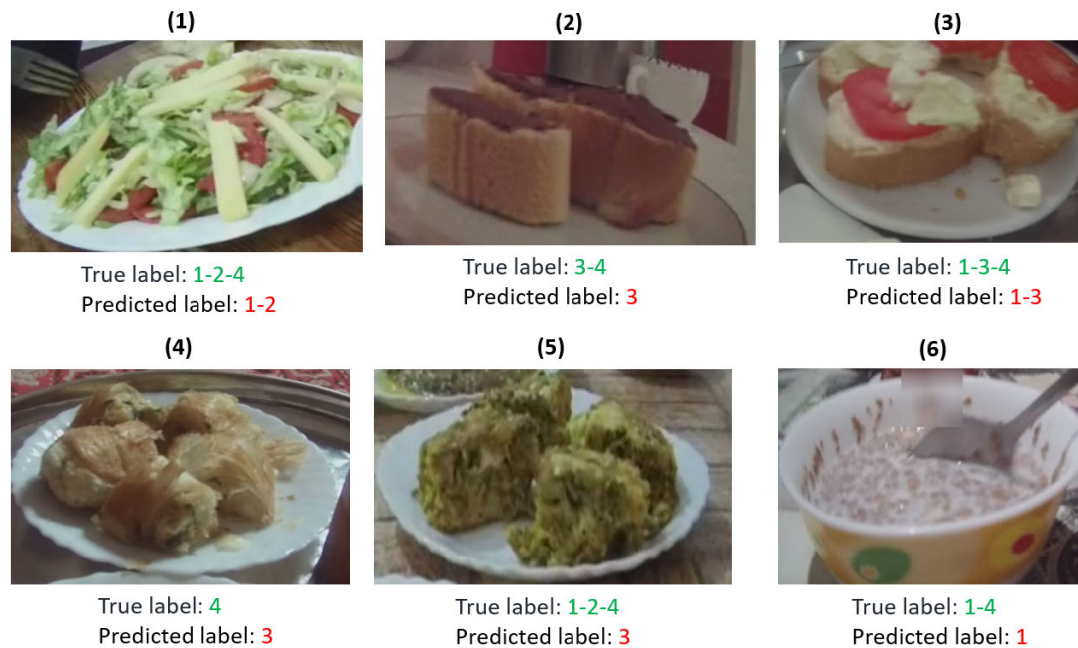 (1)
(2)
(3)
True label: 1-2-4
Predicted label: 1-2
True label: 3-4
Predicted label: 3
True label: 1-3-4
Predicted label: 1-3
(4)
(5)
(6)
True label: 4
Predicted label: 3
True label: 1-2-4
Predicted label: 3
True label: 1-4
Predicted label: 1